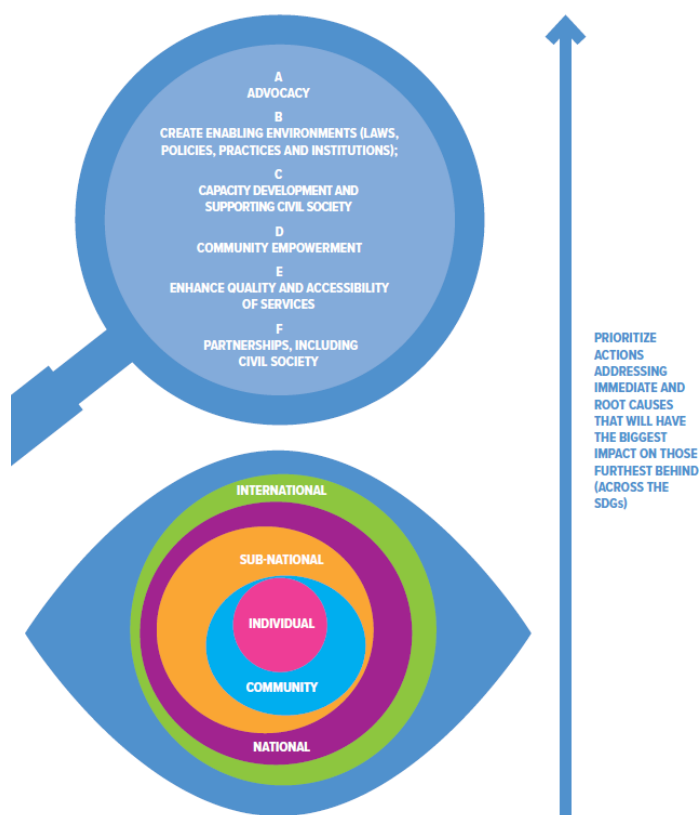 A
ADVOCACY
B
CREATE ENABLING ENVIRONMENTS (LAWS,
POLICIES, PRACTICES AND INSTITUTIONS);
C
CAPACITY DEVELOPMENT AND
SUPPORTING CIVIL SOCIETY
D
COMMUNITY EMPOWERMENT
E
ENHANCE QUALITY AND ACCESSIBILITY
OF SERVICES
F
PARTNERSHIPS, INCLUDING
CIVIL SOCIETY
PRIORITIZE
ACTIONS
ADDRESSING
IMMEDIATE AND
ROOT CAUSES
THAT WILL HAVE
THE BIGGEST
IMPACT ON THOSE
FURTHEST BEHIND
(ACROSS THE
SDGs)
INTERNATIONAL
SUB-NATIONAL
INDIVIDUAL
COMMUNITY
NATIONAL